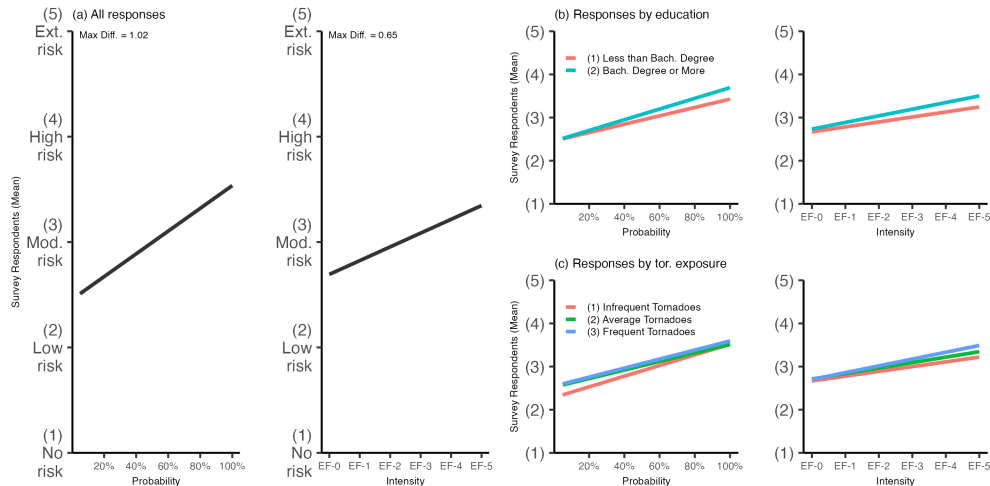 (a) All responses
Max Diff. = 1.02
(5)
Ext.
risk
(4)
High
risk
(3)
Mod.
risk
(2)
Low
risk
(1)
No
risk
Survey Respondents (Mean)
20% 40% 60% 80% 100%
Probability
Max Diff. = 0.65
(5)
Ext.
risk
(4)
High
risk
(3)
Mod.
risk
(2)
Low
risk
(1)
No
risk
EF-0 EF-1 EF-2 EF-3 EF-4 EF-5
Intensity
(b) Responses by education
(1) Less than Bach. Degree
(2) Bach. Degree or More
(5)
(4)
(3)
(2)
(1)
Survey Respondents (Mean)
20% 40% 60% 80% 100%
Probability
(5)
(4)
(3)
(2)
(1)
EF-0 EF-1 EF-2 EF-3 EF-4 EF-5
Intensity
(c) Responses by tor. exposure
(1) Infrequent Tornadoes
(2) Average Tornadoes
(3) Frequent Tornadoes
(5)
(4)
(3)
(2)
(1)
Survey Respondents (Mean)
20% 40% 60% 80% 100%
Probability
(5)
(4)
(3)
(2)
(1)
EF-0 EF-1 EF-2 EF-3 EF-4 EF-5
Intensity